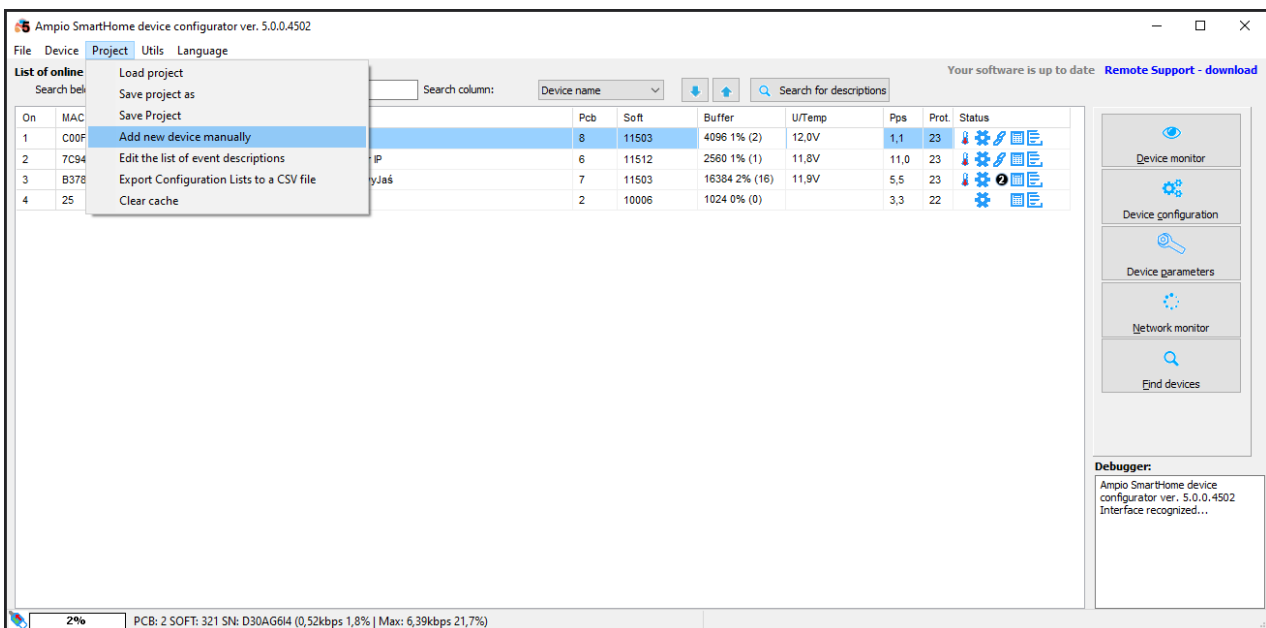 Ampio SmartHome device configurator ver. 5.0.0.4502
File Device Project Utils Language
List of online
Your software is up to date Remote Support - download
Load project
Save project as
Save Project
Add new device manually
Edit the list of event descriptions
Export Configuration Lists to a CSV file
Clear cache
Search column: Device name Search for descriptions
On MAC Pcb Soft Buffer U/Temp Pps Prot. Status
1 C00F 8 11503 4096 1% (2) 12,0V 1,1 23
2 7C94 IP 6 11512 2560 1% (1) 11,8V 11,0 23
3 B378 yJaś 7 11503 16384 2% (16) 11,9V 5,5 23 2
4 25 2 10006 1024 0% (0) 3,3 22
Device monitor
Device configuration
Device parameters
Network monitor
Find devices
Debugger:
Ampio SmartHome device
configurator ver. 5.0.0.4502
Interface recognized...
2% PCB: 2 SOFT: 321 SN: D30AG6I4 (0,52kbps 1,8% | Max: 6,39kbps 21,7%)